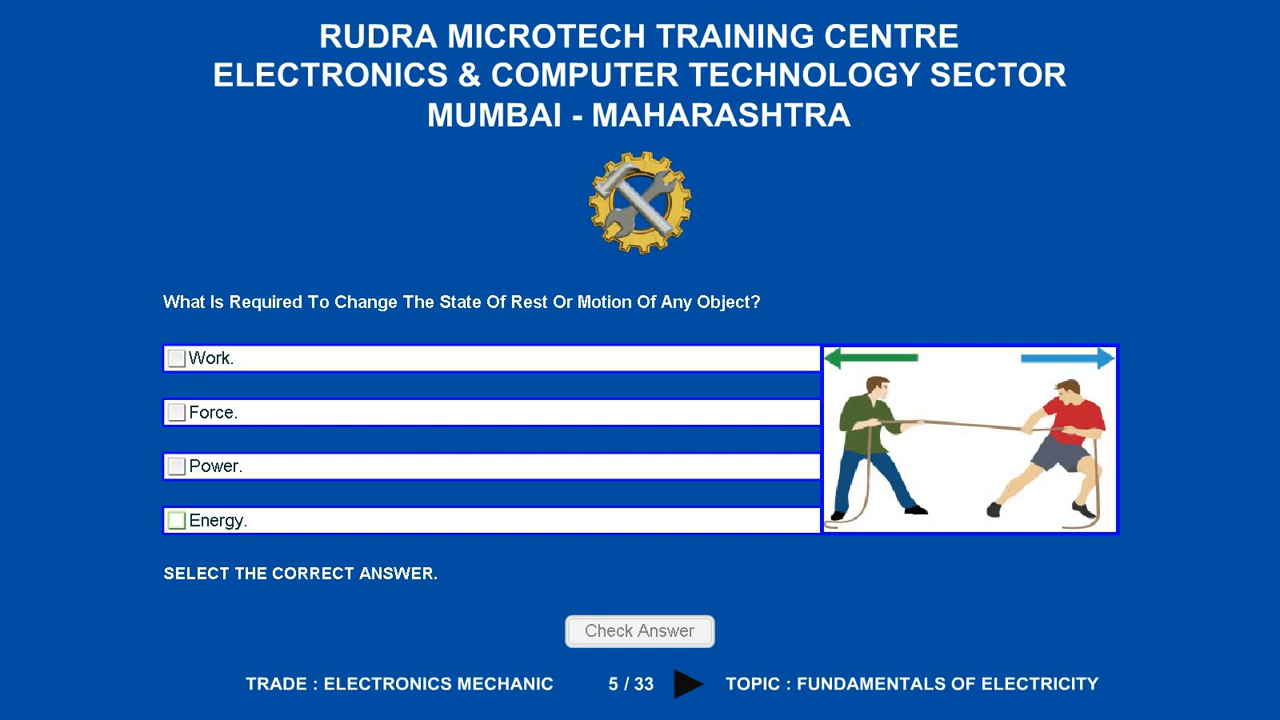 RUDRA MICROTECH TRAINING CENTRE
ELECTRONICS & COMPUTER TECHNOLOGY SECTOR
MUMBAI - MAHARASHTRA
What Is Required To Change The State Of Rest Or Motion Of Any Object?
Work.
Force.
Power.
Energy.
SELECT THE CORRECT ANSWER.
Check Answer
TRADE : ELECTRONICS MECHANIC 5 / 33 TOPIC : FUNDAMENTALS OF ELECTRICITY